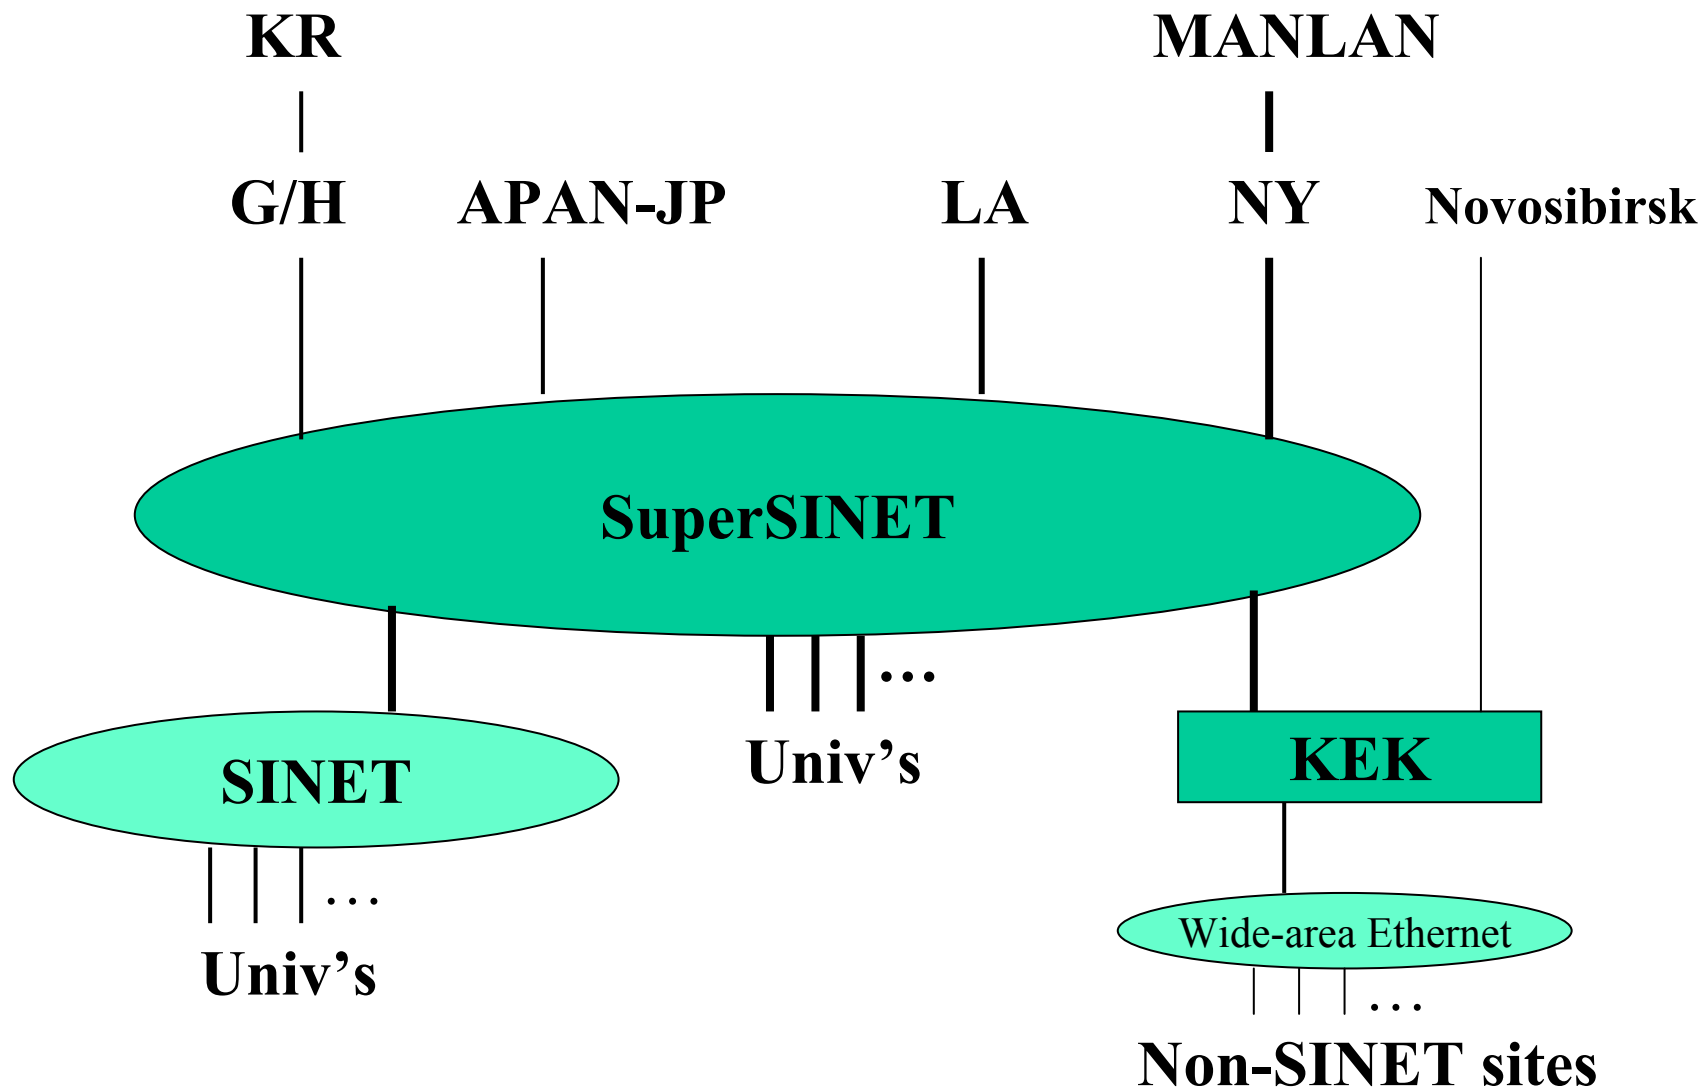 KR
MANLAN
G/H
APAN-JP
LA
NY
Novosibirsk
SuperSINET
…
Univ’s
SINET
KEK
…
Univ’s
Wide-area Ethernet
…
Non-SINET sites